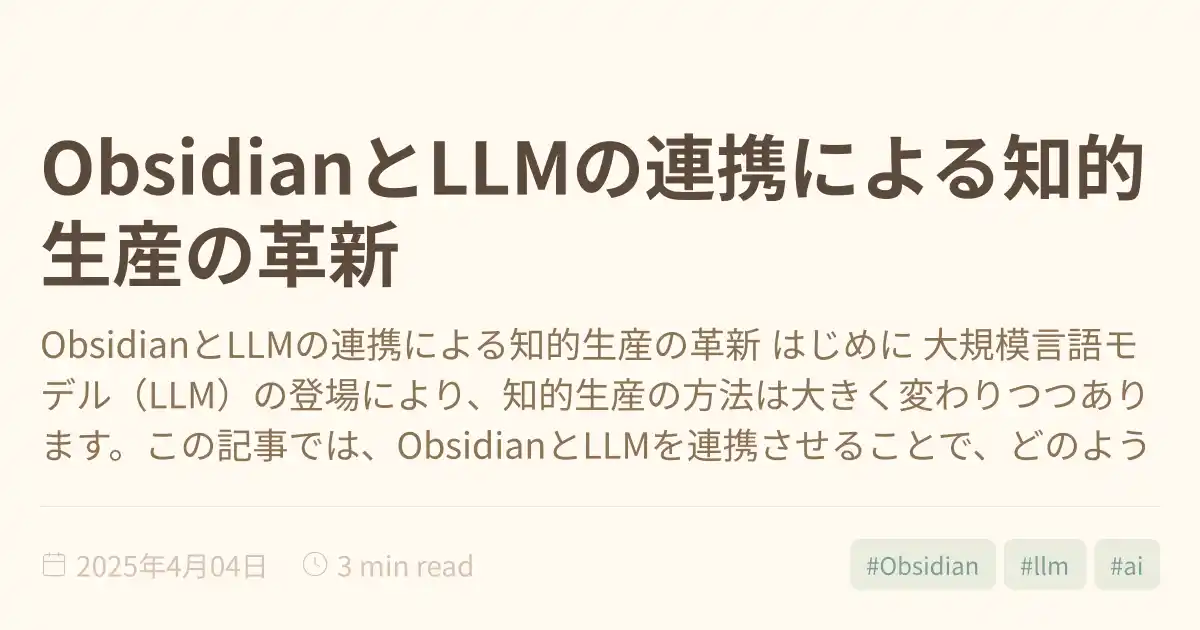 ObsidianとLLMの連携による知的
生産の革新
ObsidianとLLMの連携による知的生産の革新 はじめに 大規模言語モ
デル（LLM）の登場により、知的生産の方法は大きく変わりつつあり
ます。この記事では、ObsidianとLLMを連携させることで、どのよう
2025年4月04日 3 min read #Obsidian #llm #ai